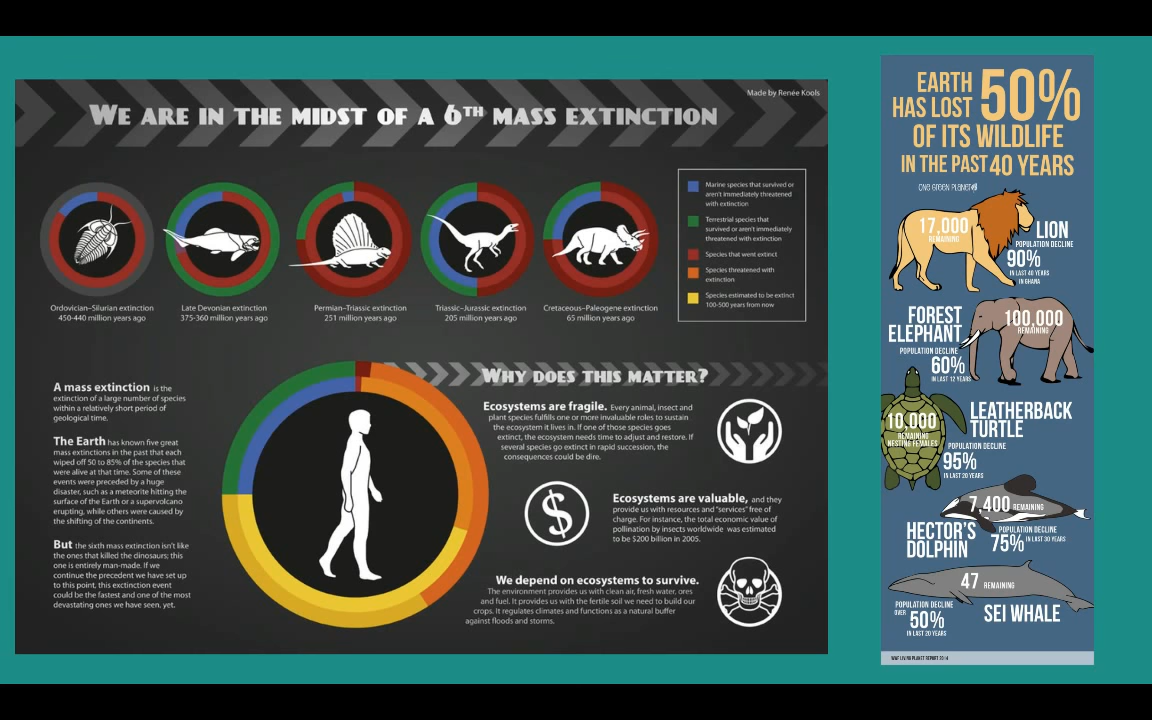 Made by Renée Kools
WE ARE IN THE MIDST OF A 6TH MASS EXTINCTION
Ordovician–Silurian extinction
450-440 million years ago
Late Devonian extinction
375-360 million years ago
Permian–Triassic extinction
251 million years ago
Triassic–Jurassic extinction
205 million years ago
Cretaceous–Paleogene extinction
65 million years ago
Marine species that survived or
aren't immediately threatened
with extinction
Terrestrial species that
survived or aren't immediately
threatened with extinction
Species that went extinct
Species threatened with
extinction
Species estimated to be extinct
100-500 years from now
A mass extinction is the
extinction of a large number of species
within a relatively short period of
geological time.
The Earth has known five great
mass extinctions in the past that each
wiped off 50 to 85% of the species that
were alive at that time. Some of these
events were preceded by a huge
disaster, such as a meteorite hitting the
surface of the Earth or a supervolcano
erupting, while others were caused by
the shifting of the continents.
But the sixth mass extinction isn't like
the ones that killed the dinosaurs; this
one is entirely man-made. If we
continue the precedent we have set up
to this point, this exctinction event
could be the fastest and one of the most
devastating ones we have seen, yet.
WHY DOES THIS MATTER?
Ecosystems are fragile. Every animal, insect and
plant species fulfills one or more invaluable roles to sustain
the ecosystem it lives in. If one of those species goes
extinct, the ecosystem needs time to adjust and restore. If
several species go extinct in rapid succession, the
consequences could be dire.
$
Ecosystems are valuable, and they
provide us with resources and "services" free of
charge. For instance, the total economic value of
pollination by insects worldwide was estimated
to be $200 billion in 2005.
We depend on ecosystems to survive.
The environment provides us with clean air, fresh water, ores
and fuel. It provides us with the fertile soil we need to build our
crops. It regulates climates and functions as a natural buffer
against floods and storms.
EARTH
HAS LOST 50%
OF ITS WILDLIFE
IN THE PAST 40 YEARS
ONE GREEN PLANET
17,000
REMAINING
LION
POPULATION DECLINE
90%
IN LAST 40 YEARS
IN GHANA
FOREST
ELEPHANT
100,000
REMAINING
POPULATION DECLINE
60%
IN LAST 12 YEARS
10,000
REMAINING
NESTING FEMALES
LEATHERBACK
TURTLE
POPULATION DECLINE
95%
IN LAST 20 YEARS
7,400 REMAINING
HECTOR'S
DOLPHIN
POPULATION DECLINE
75% IN LAST 30 YEARS
47 REMAINING
POPULATION DECLINE
OVER 50%
IN LAST 20 YEARS
SEI WHALE
WWF LIVING PLANET REPORT 2014